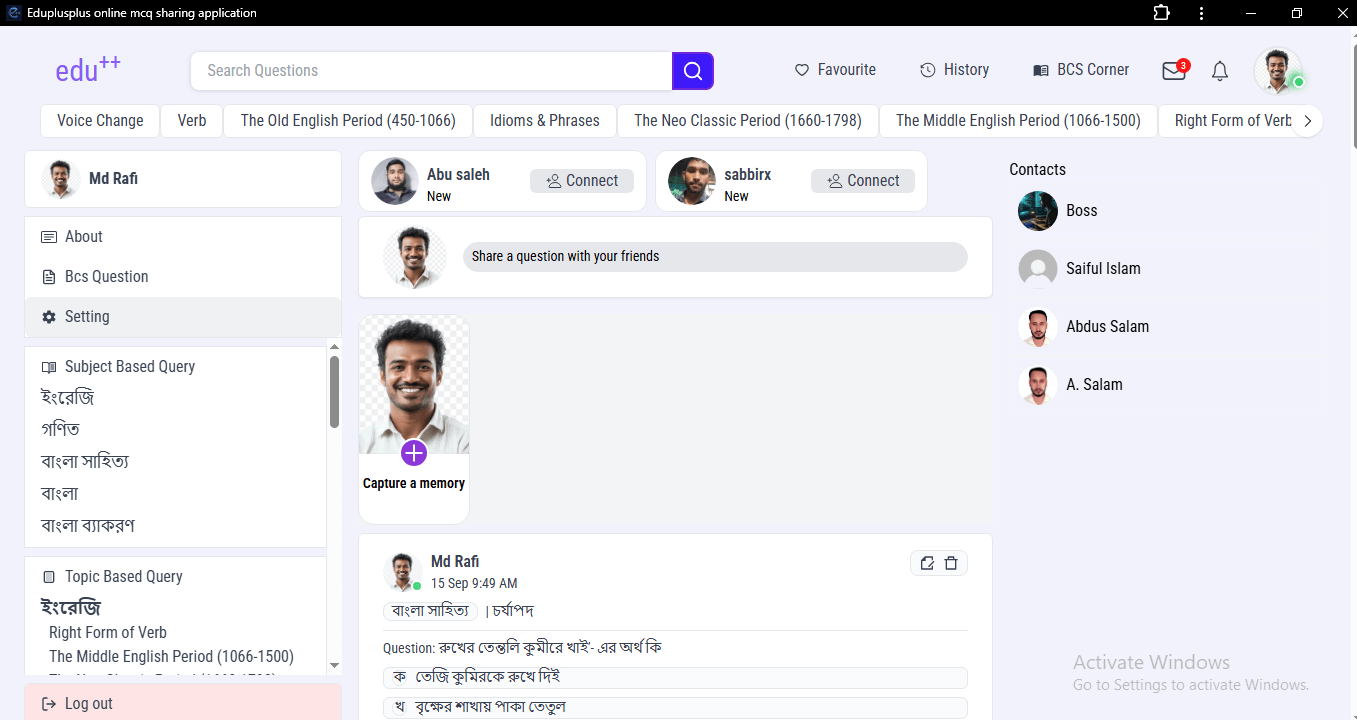 Eduplusplus online mcq sharing application
edu++
Search Questions
Favourite
History
BCS Corner
3
Voice Change
Verb
The Old English Period (450-1066)
Idioms & Phrases
The Neo Classic Period (1660-1798)
The Middle English Period (1066-1500)
Right Form of Verb
Md Rafi
About
Bcs Question
Setting
Subject Based Query
ইংরেজি
গণিত
বাংলা সাহিত্য
বাংলা
বাংলা ব্যাকরণ
Topic Based Query
ইংরেজি
Right Form of Verb
The Middle English Period (1066-1500)
Log out
Abu saleh
New
Connect
sabbirx
New
Connect
Share a question with your friends
Capture a memory
Md Rafi
15 Sep 9:49 AM
বাংলা সাহিত্য | চর্যাপদ
Question: রুখের তেন্তলি কুমীরে খাই'- এর অর্থ কি
ক তেজি কুমিরকে রুখে দিই
খ বৃক্ষের শাখায় পাকা তেতুল
Contacts
Boss
Saiful Islam
Abdus Salam
A. Salam
Activate Windows
Go to Settings to activate Windows.